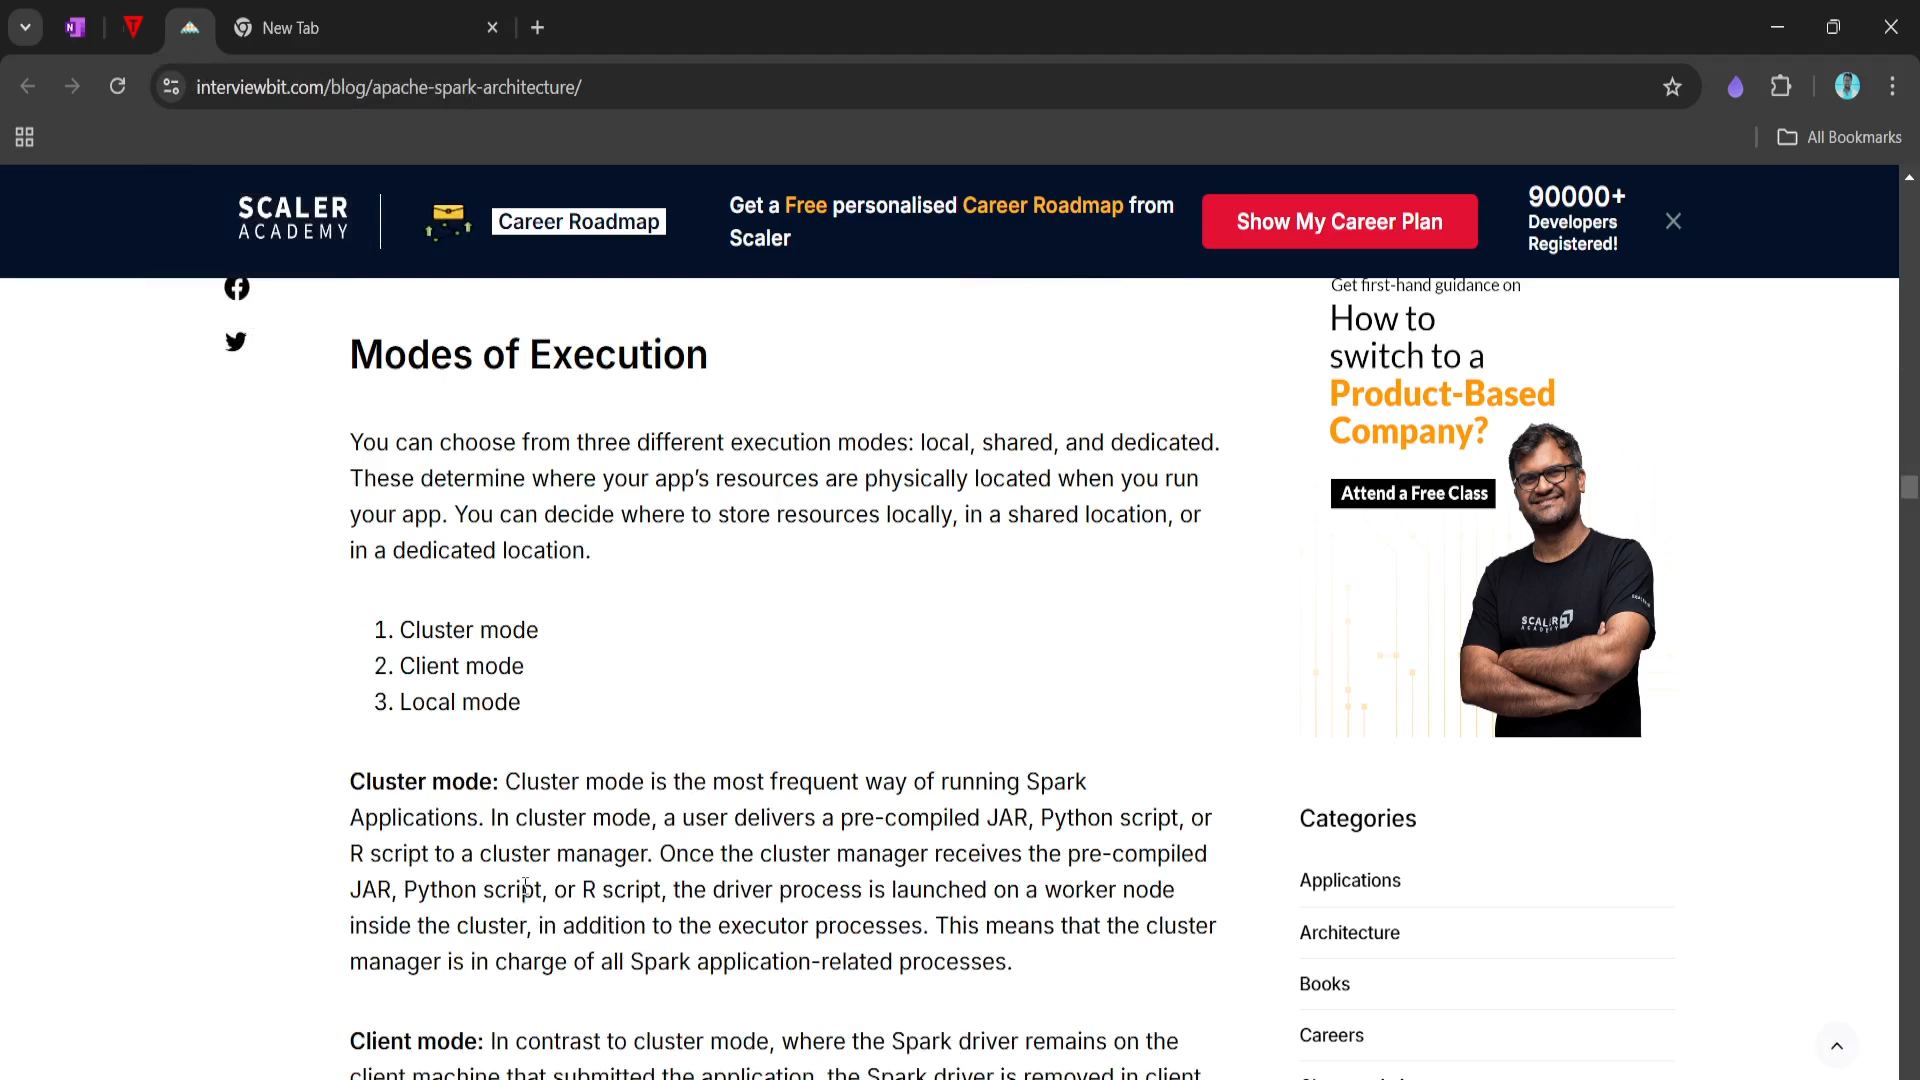 New Tab
interviewbit.com/blog/apache-spark-architecture/
All Bookmarks
SCALER
ACADEMY
Career Roadmap
Get a Free personalised Career Roadmap from
Scaler
Show My Career Plan
90000+
Developers
Registered!
Modes of Execution
You can choose from three different execution modes: local, shared, and dedicated.
These determine where your app’s resources are physically located when you run
your app. You can decide where to store resources locally, in a shared location, or
in a dedicated location.
1. Cluster mode
2. Client mode
3. Local mode
Cluster mode: Cluster mode is the most frequent way of running Spark
Applications. In cluster mode, a user delivers a pre-compiled JAR, Python script, or
R script to a cluster manager. Once the cluster manager receives the pre-compiled
JAR, Python script, or R script, the driver process is launched on a worker node
inside the cluster, in addition to the executor processes. This means that the cluster
manager is in charge of all Spark application-related processes.
Client mode: In contrast to cluster mode, where the Spark driver remains on the
client machine that submitted the application, the Spark driver is removed in client
Get first-hand guidance on
How to
switch to a
Product-Based
Company?
Attend a Free Class
SCALER
ACADEMY
Categories
Applications
Architecture
Books
Careers